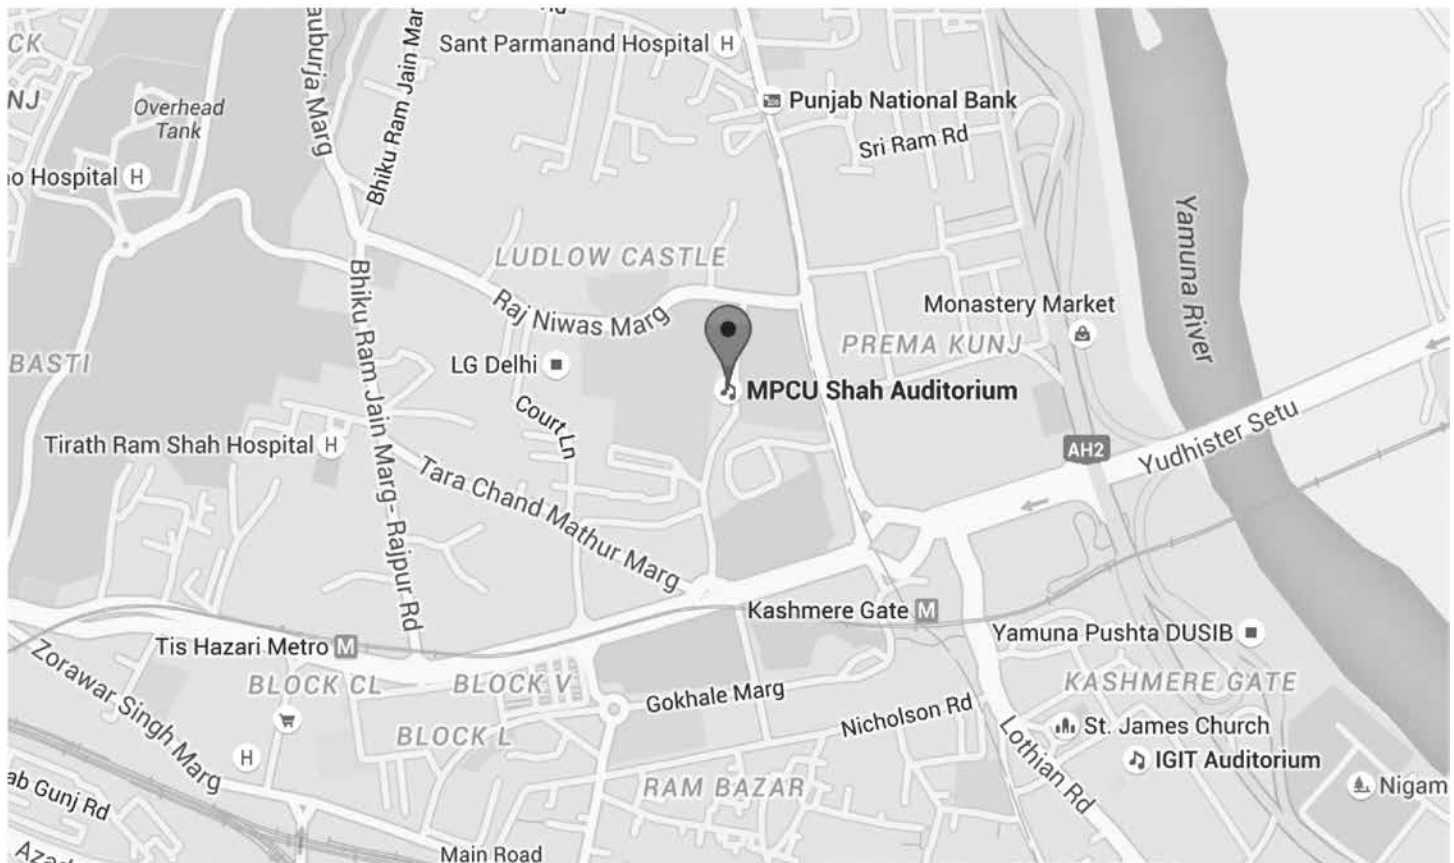 Sant Parmanand Hospital
H
Punjab National Bank
Sri Ram Rd
Overhead
Tank
Bhiku Ram Jain Mar
Marg
Hospital
H
LUDLOW CASTLE
Yamuna River
Raj Niwas Marg
Monastery Market
PREMA KUNJ
BASTI
LG Delhi
MPCU Shah Auditorium
Bhiku Ram Jain Marg- Rajpur Rd
Court Ln
Yudhister Setu
AH2
Tirath Ram Shah Hospital
H
Tara Chand Mathur Marg
Kashmere Gate
M
Yamuna Pushta DUSIB
Tis Hazari Metro
M
Zorawar Singh Marg
BLOCK CL
BLOCK V
KASHMERE GATE
Gokhale Marg
Nicholson Rd
BLOCK L
St. James Church
Lothian Rd
H
IGIT Auditorium
RAM BAZAR
Nigam
ab Gunj Rd
Main Road